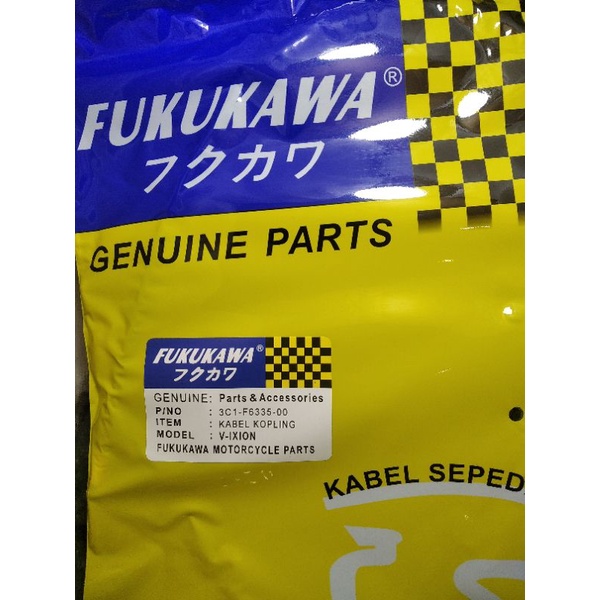 FUKUKAWA®
フクカワ
GENUINE PARTS
FUKUKAWA®
フクカワ
GENUINE: Parts & Accessories
P/NO : 3C1-F6335-00
ITEM : KABEL KOPLING
MODEL : V-IXION
FUKUKAWA MOTORCYCLE PARTS
KABEL SEPED